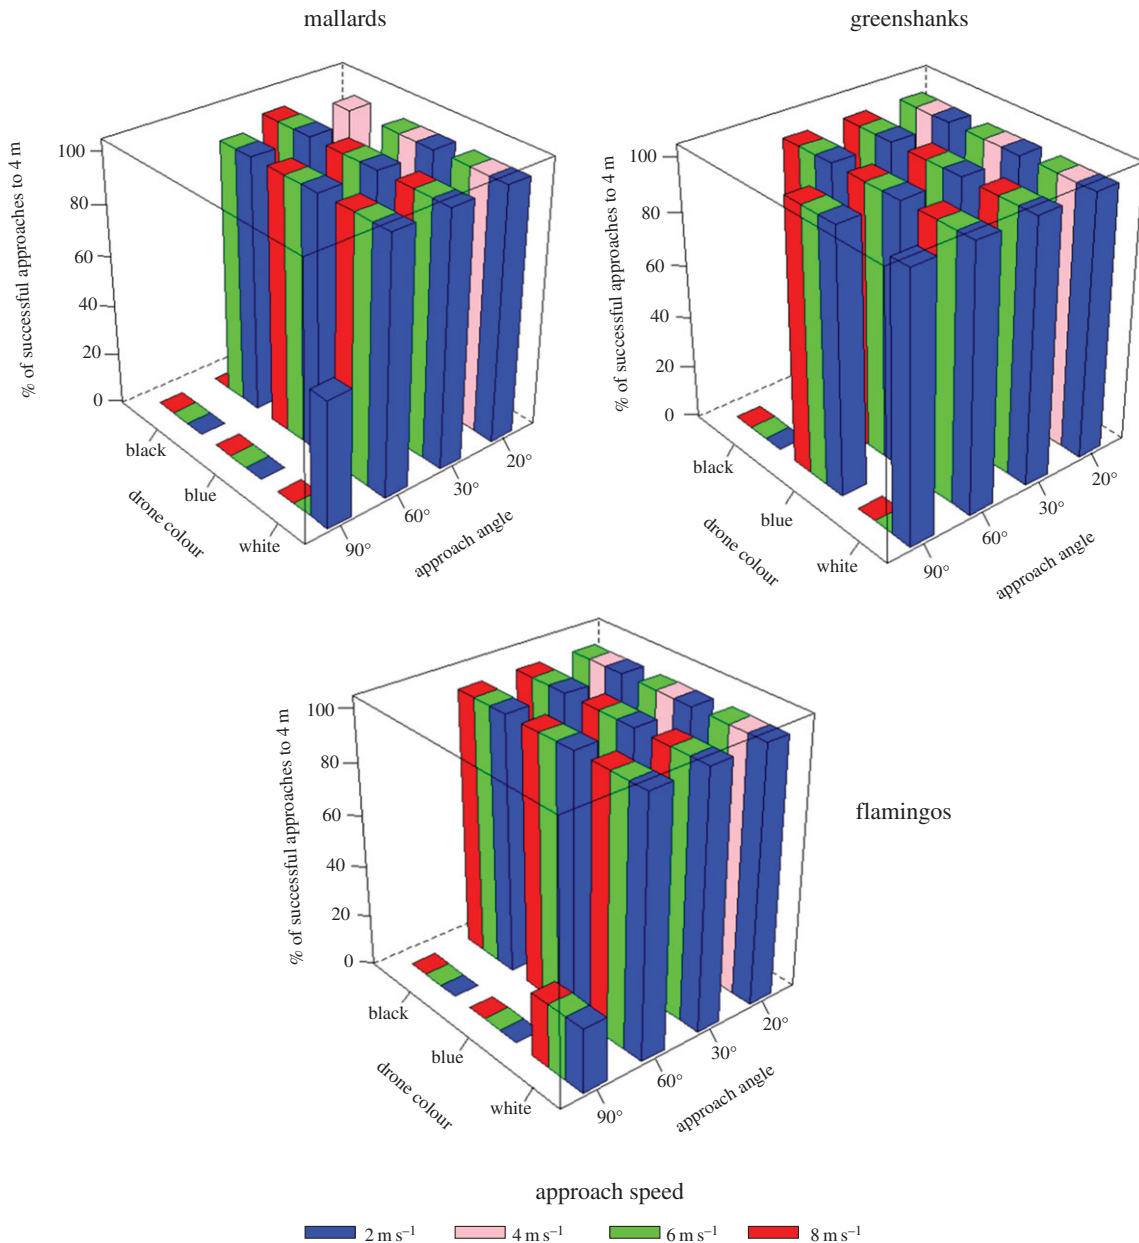 mallards
greenshanks
% of successful approaches to 4 m
100
80
60
40
20
0
black
blue
white
drone colour
90°
60°
30°
20°
approach angle
% of successful approaches to 4 m
100
80
60
40
20
0
black
blue
white
drone colour
90°
60°
30°
20°
approach angle
flamingos
% of successful approaches to 4 m
100
80
60
40
20
0
black
blue
white
drone colour
90°
60°
30°
20°
approach angle
approach speed
2 m s⁻¹ 4 m s⁻¹ 6 m s⁻¹ 8 m s⁻¹